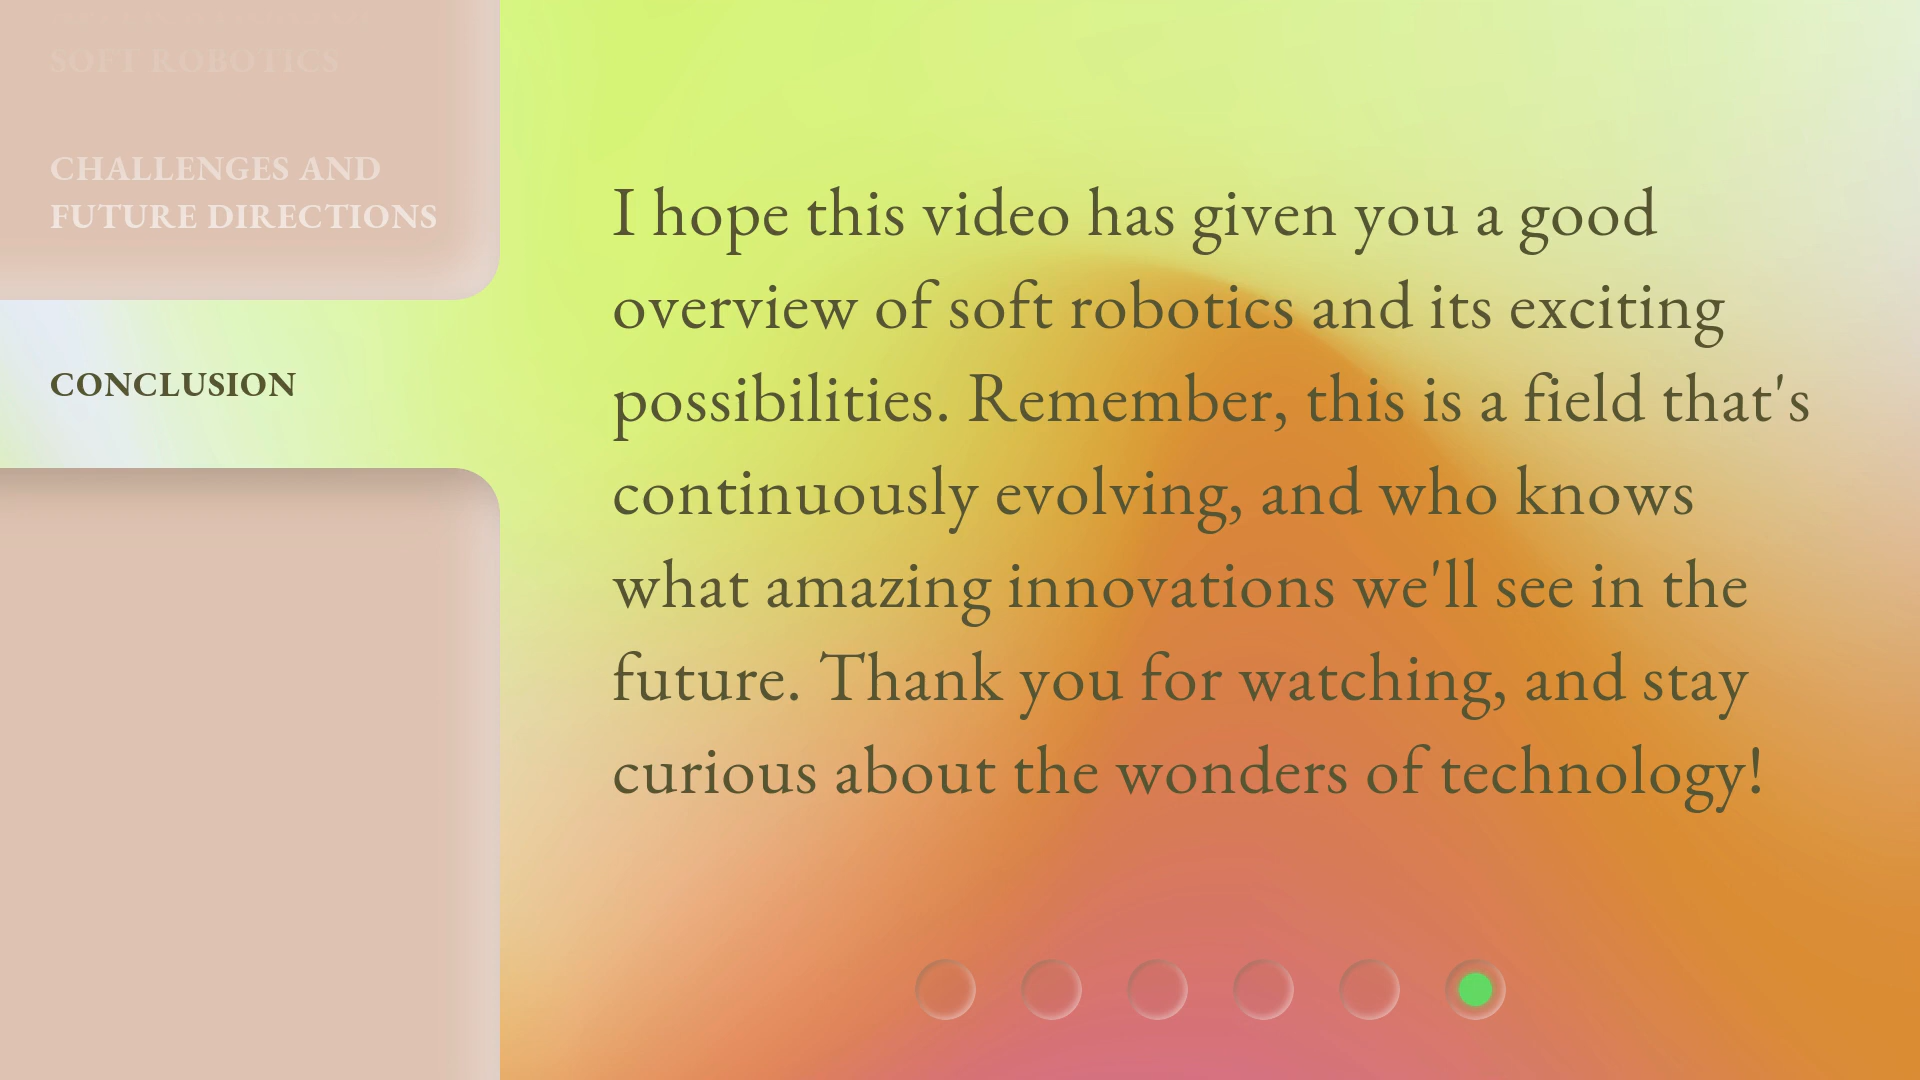 SOFT ROBOTICS
CHALLENGES AND
FUTURE DIRECTIONS
CONCLUSION
I hope this video has given you a good
overview of soft robotics and its exciting
possibilities. Remember, this is a field that's
continuously evolving, and who knows
what amazing innovations we'll see in the
future. Thank you for watching, and stay
curious about the wonders of technology!